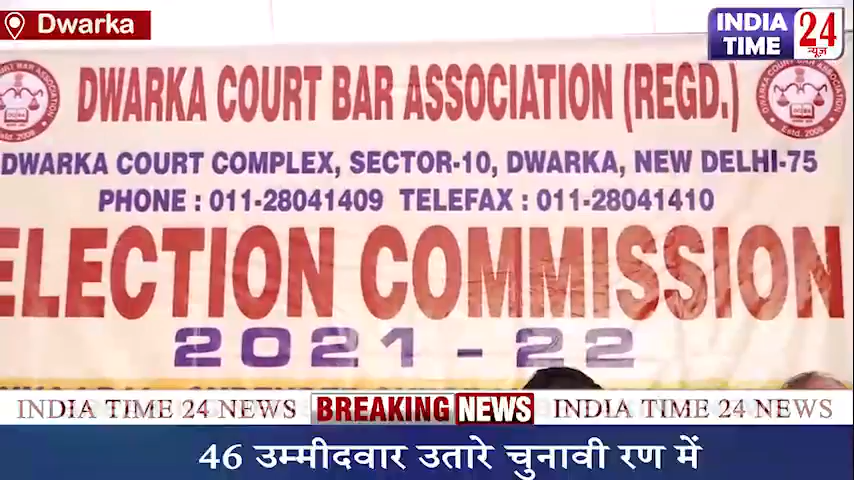 Dwarka
INDIA TIME 24 न्यूज़
DWARKA COURT BAR ASSOCIATION (REGD.)
DWARKA COURT COMPLEX, SECTOR-10, DWARKA, NEW DELHI-75
PHONE : 011-28041409 TELEFAX : 011-28041410
ELECTION COMMISSION
2021-22
INDIA TIME 24 NEWS BREAKING NEWS INDIA TIME 24 NEWS
46 उम्मीदवार उतारे चुनावी रण में